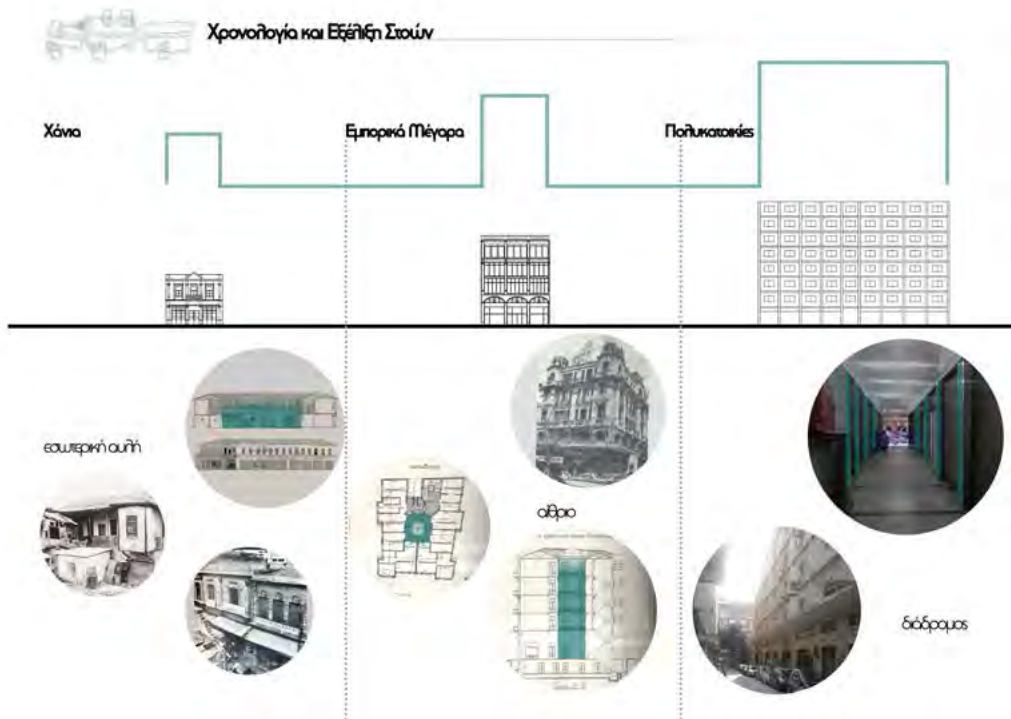 Χρονολογία και Εξέλιξη Στοών
Χάνια
Εμπορικά Μέγαρα
Πολυκατοικίες
εσωτερική αυλή
αίθριο
διάδρομος